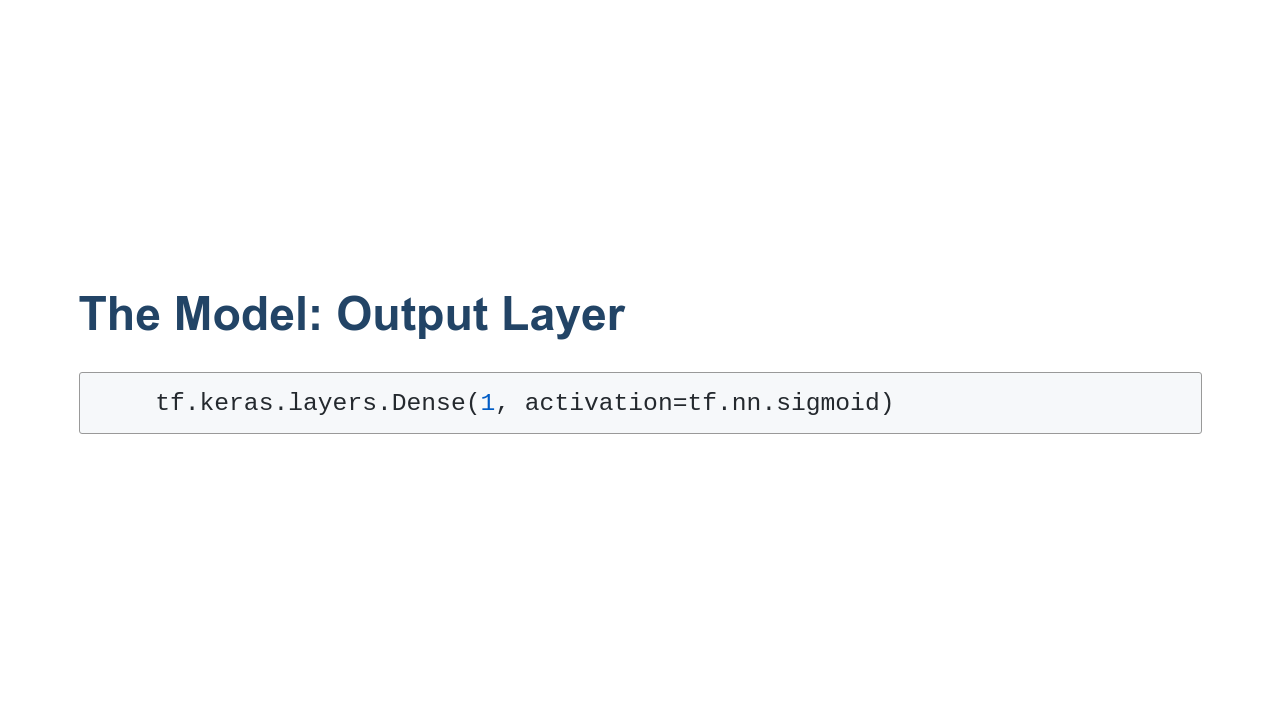 The Model: Output Layer
tf.keras.layers.Dense(1, activation=tf.nn.sigmoid)